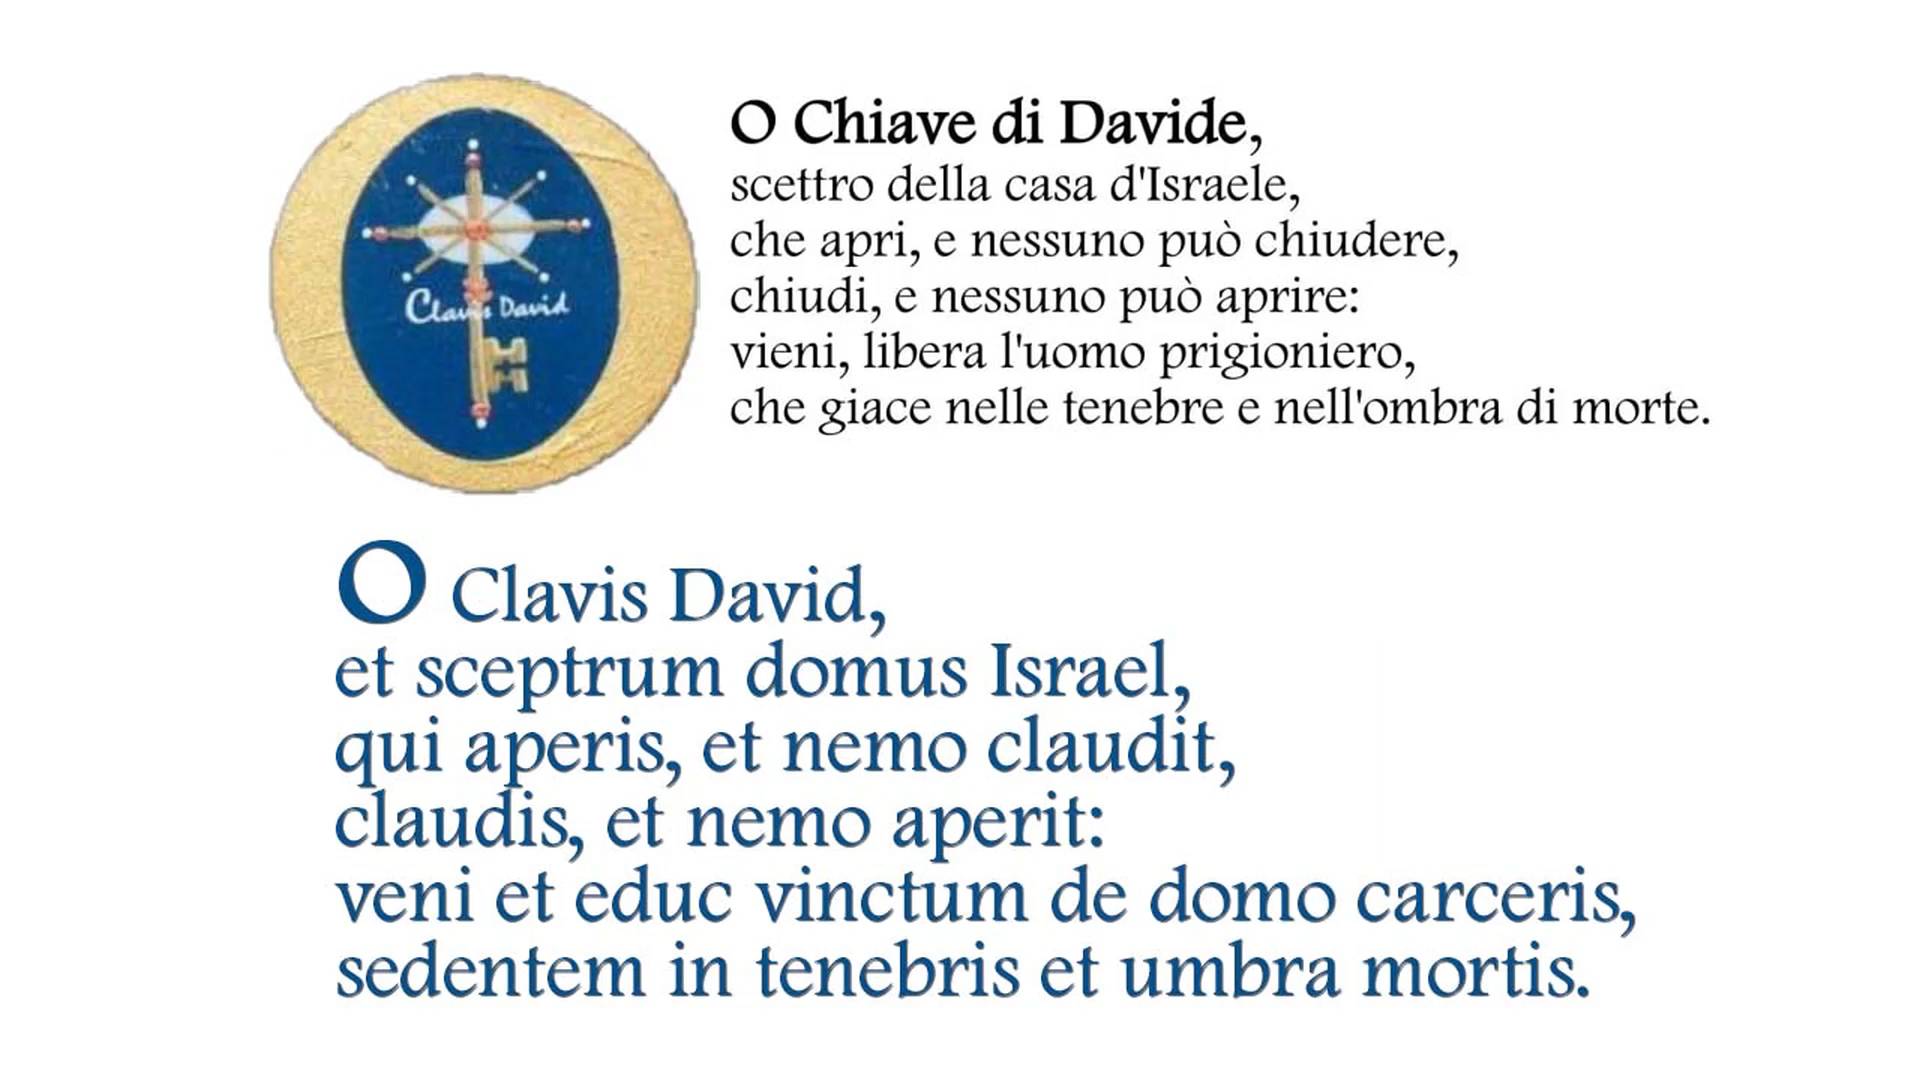 Clavis David
O Chiave di Davide,
scettro della casa d'Israele,
che apri, e nessuno può chiudere,
chiudi, e nessuno può aprire:
vieni, libera l'uomo prigioniero,
che giace nelle tenebre e nell'ombra di morte.
O Clavis David,
et sceptrum domus Israel,
qui aperis, et nemo claudit,
claudis, et nemo aperit:
veni et educ vinctum de domo carceris,
sedentem in tenebris et umbra mortis.